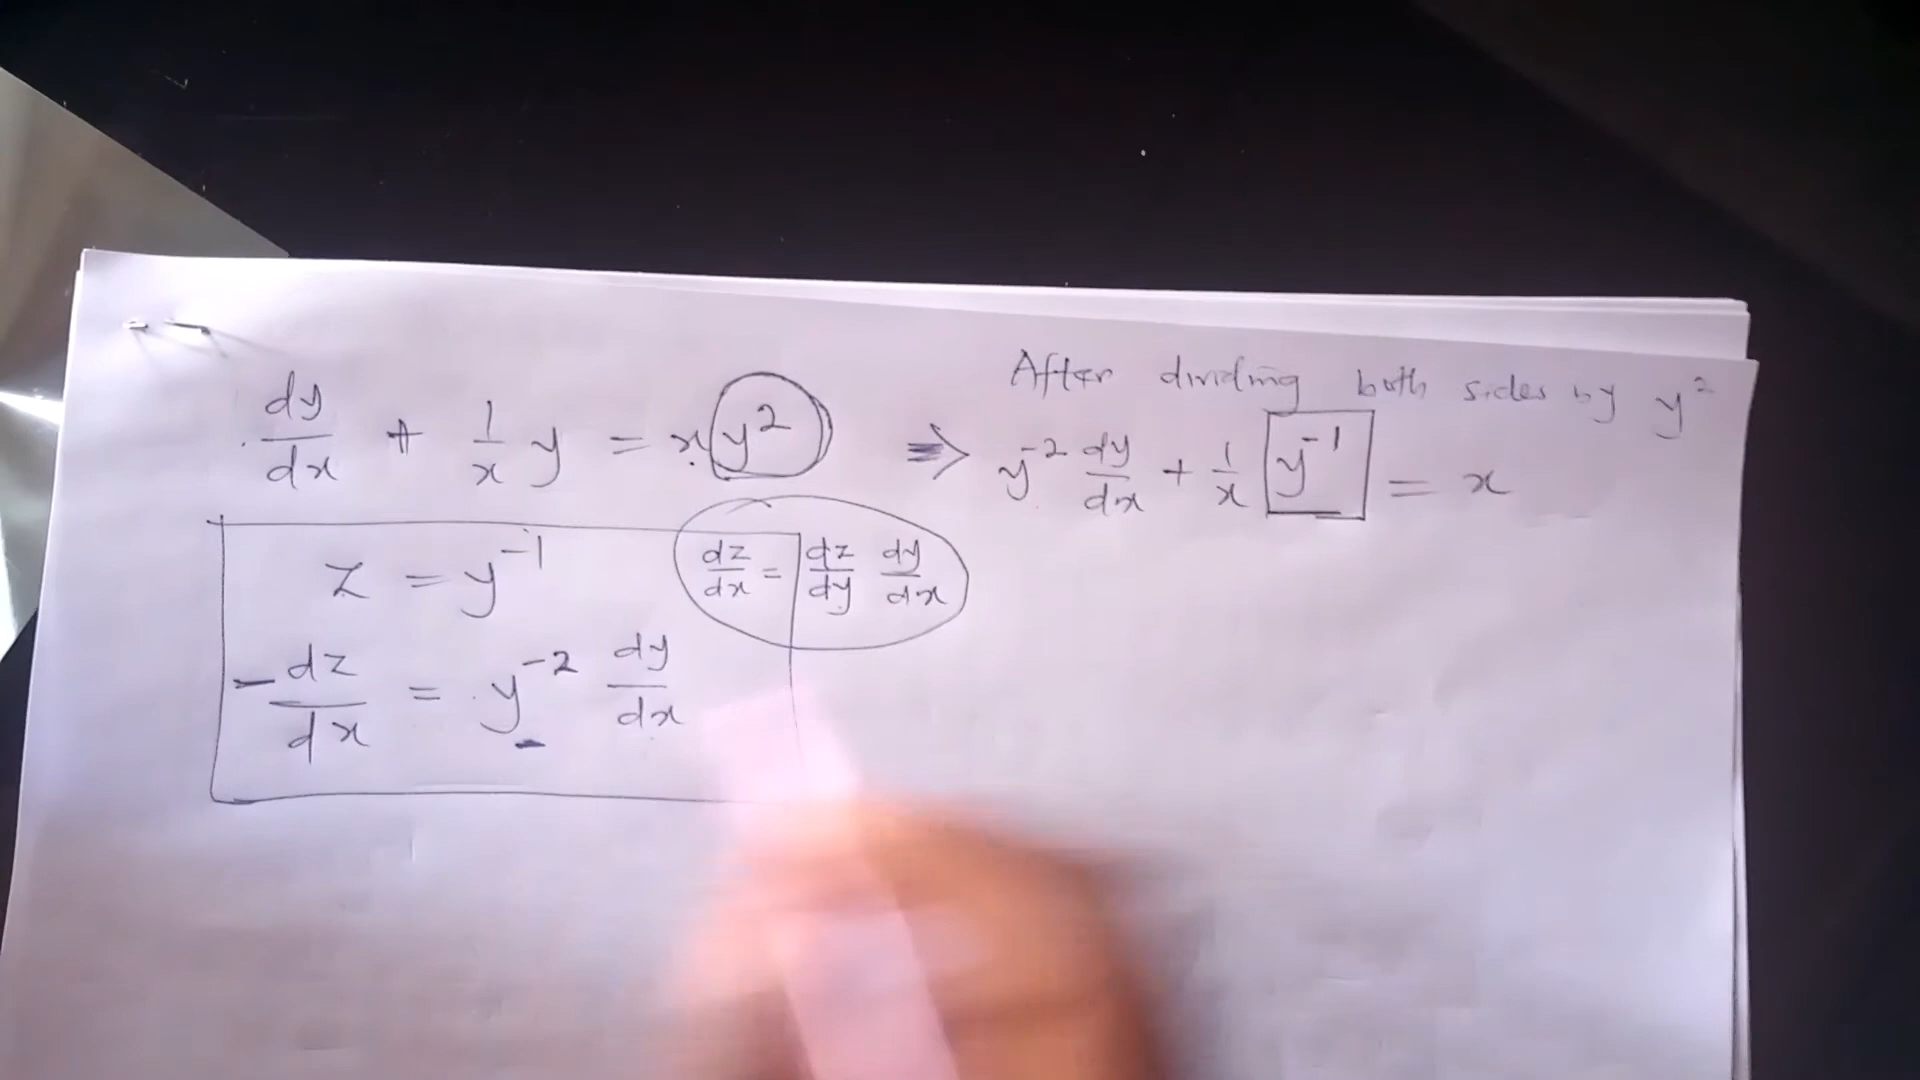 dy/dx + 1/x y = x y² ⇒
After dividing both sides by y²
y⁻² dy/dx + 1/x y⁻¹ = x
z = y⁻¹
dz/dx = dz/dy dy/dx
-dz/dx = y⁻² dy/dx